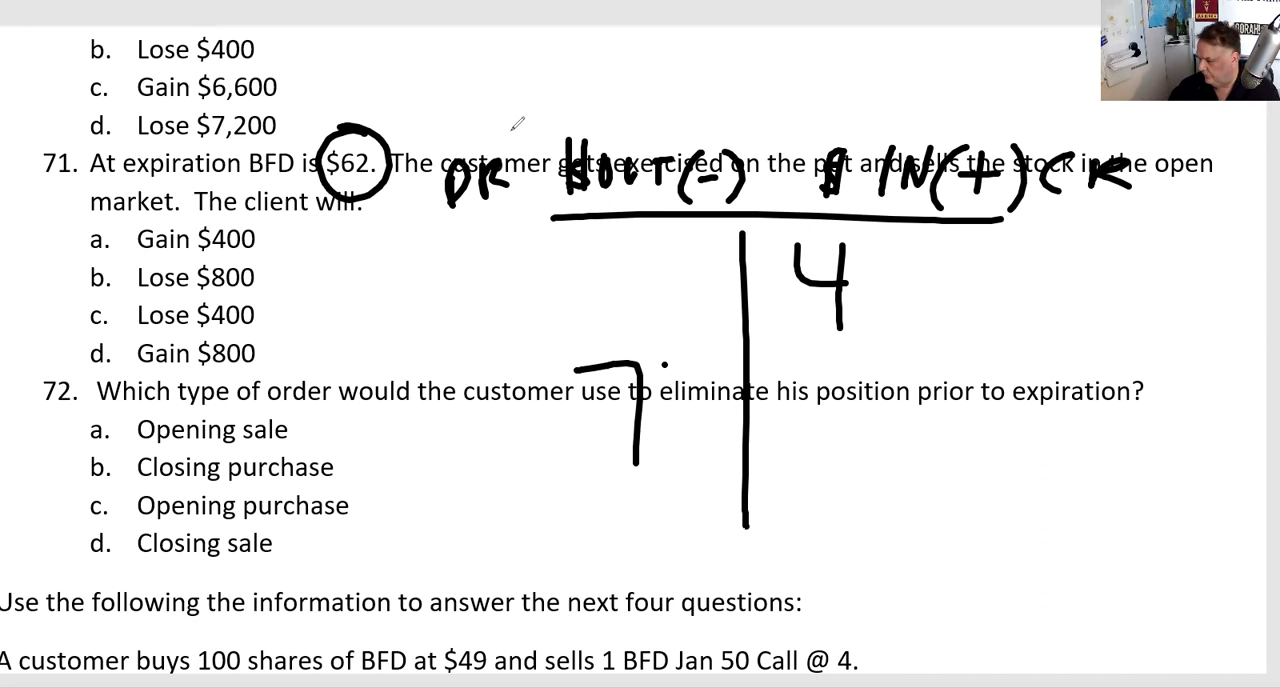 b. Lose $400
c. Gain $6,600
d. Lose $7,200
71. At expiration BFD is $62. The customer gets exercised on the put and sells the stock in the open
DR $OUT(-) $IN(+) CR
market. The client will:
4
a. Gain $400
b. Lose $800
c. Lose $400
d. Gain $800
7
72. Which type of order would the customer use to eliminate his position prior to expiration?
a. Opening sale
b. Closing purchase
c. Opening purchase
d. Closing sale
Use the following the information to answer the next four questions:
A customer buys 100 shares of BFD at $49 and sells 1 BFD Jan 50 Call @ 4.